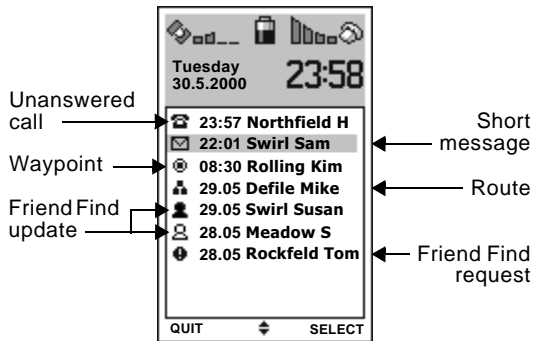 Tuesday
30.5.2000
23:58
Unanswered
call
23:57 Northfield H
22:01 Swirl Sam
Short
message
Waypoint
08:30 Rolling Kim
29.05 Defile Mike
Route
Friend Find
update
29.05 Swirl Susan
28.05 Meadow S
28.05 Rockfeld Tom
Friend Find
request
QUIT
SELECT